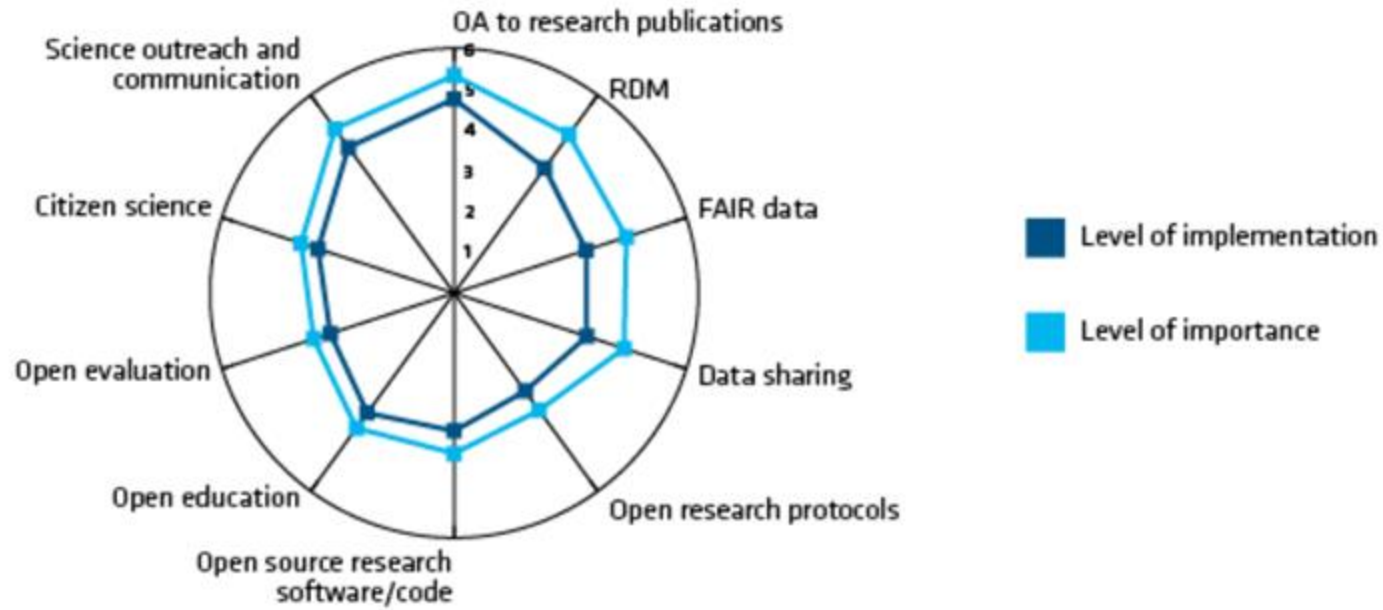 OA to research publications
Science outreach and
communication
6
RDM
5
4
3
Citizen science
FAIR data
2
1
Level of implementation
Level of importance
Open evaluation
Data sharing
Open education
Open research protocols
Open source research
software/code